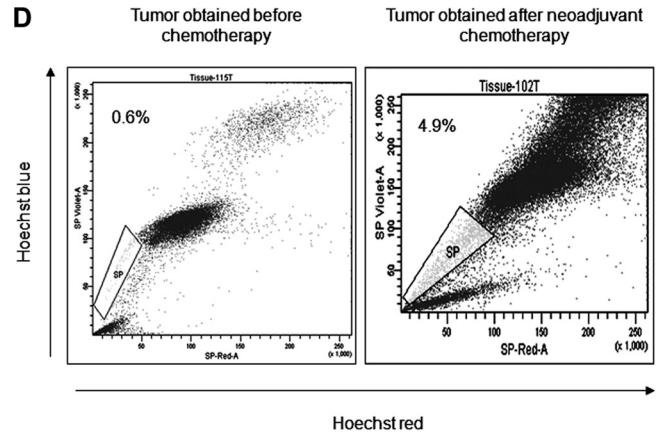 D
Tumor obtained before
chemotherapy
Tumor obtained after neoadjuvant
chemotherapy
Hoechst blue
Tissue-115T
0.6%
(x 1,000)
250
200
150
100
50
SP Violet-A
SP
50 100 150 200 250
(x 1,000)
SP-Red-A
Tissue-102T
4.9%
(x 1,000)
250
200
150
100
50
SP Violet-A
SP
50 100 150 200 250
(x 1,000)
SP-Red-A
Hoechst red